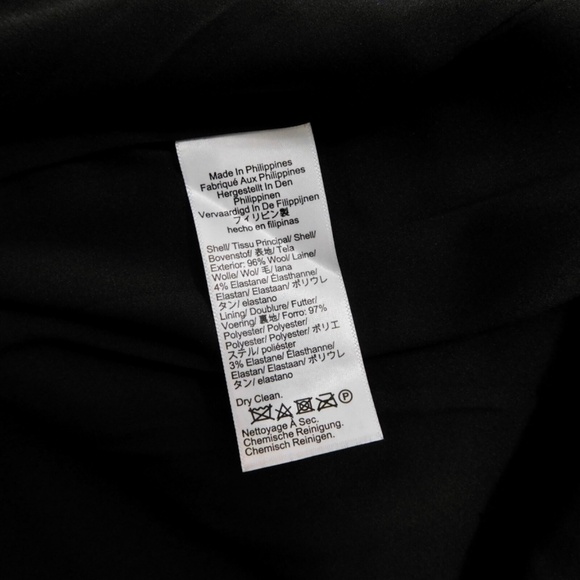 Made In Philippines
Fabriqué Aux Philippines
Hergestellt In Den
Philippinen
Vervaardigd In De Filippijnen
フィリピン製
hecho en filipinas
Shell/ Tissu Principal/ Shell/
Bovenstof/ 表地/ Tela
Exterior: 96% Wool/ Laine/
Wolle/ Wol/ 毛/ lana
4% Elastane/ Élasthanne/
Elastan/ Elastaan/ ポリウレ
タン/ elastano
Lining/ Doublure/ Futter/
Voering/ 裏地/ Forro: 97%
Polyester/ Polyester/
Polyester/ Polyester/ ポリエ
ステル/ poliéster
3% Elastane/ Élasthanne/
Elastan/ Elastaan/ ポリウレ
タン/ elastano
Dry Clean.
P
Nettoyage À Sec.
Chemische Reinigung.
Chemisch Reinigen.